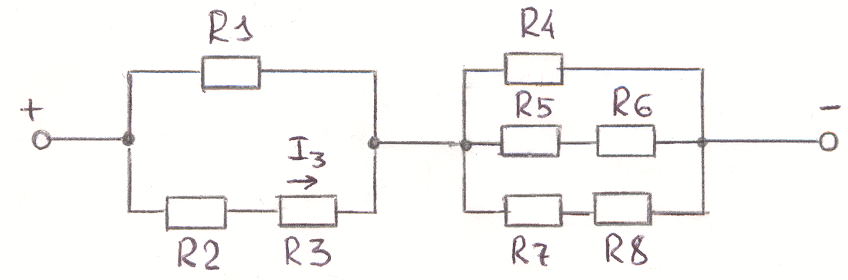 R1
R4
+
R5 R6
-
I3
R2 R3
R7 R8